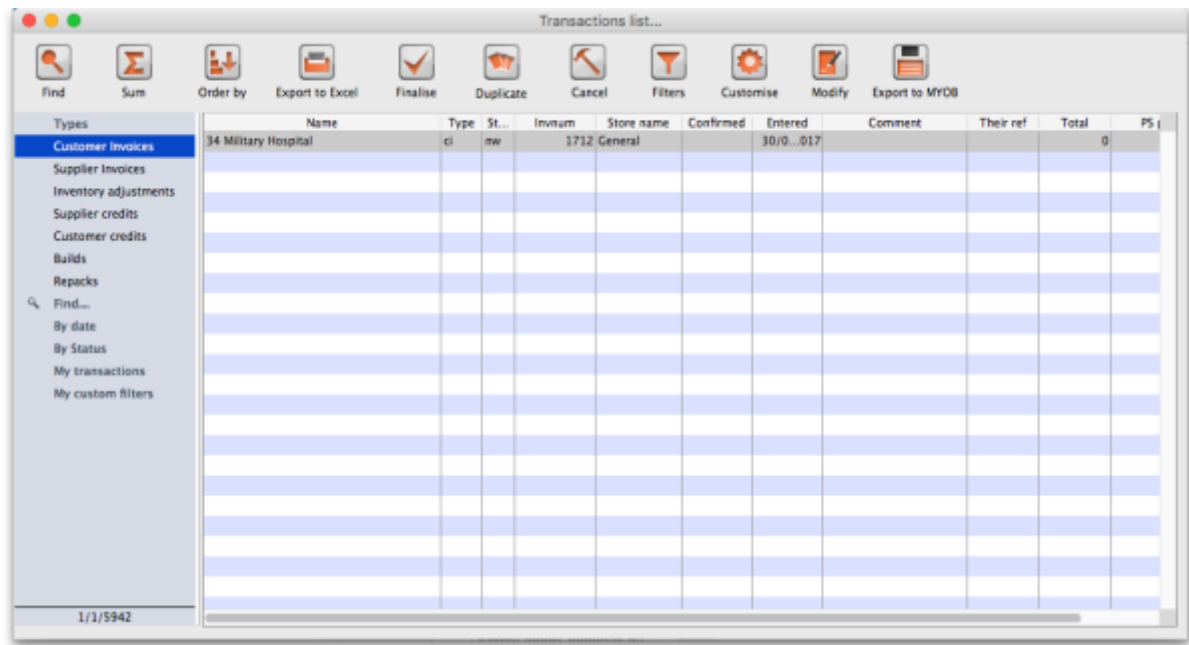 Transactions list...
Find Sum Order by Export to Excel Finalise Duplicate Cancel Filters Customise Modify Export to MYOB
Types
Name Type St... Invnum Store name Confirmed Entered Comment Their ref Total PS
Customer Invoices
34 Military Hospital ci nw 1712 General 30/0...017 0
Supplier Invoices
Inventory adjustments
Supplier credits
Customer credits
Builds
Repacks
Find...
By date
By Status
My transactions
My custom filters
1/1/5942